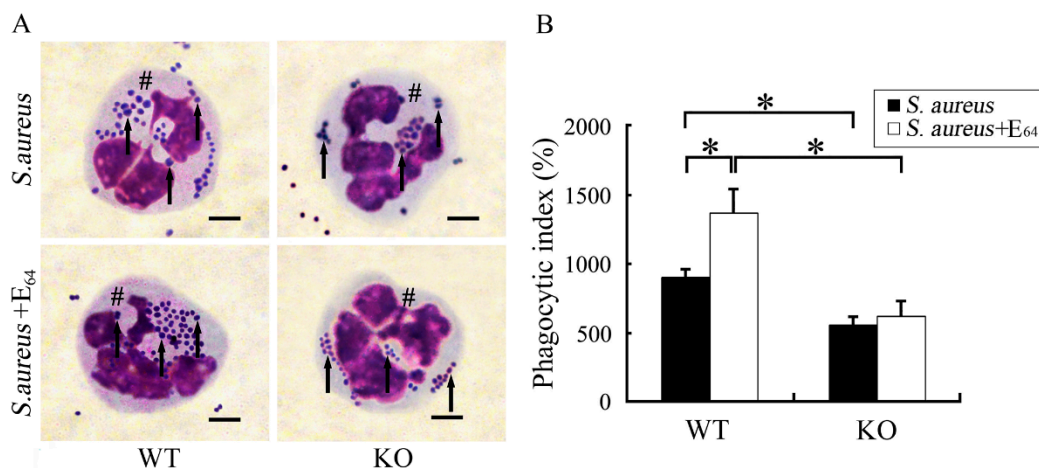 A
S.aureus
#
#
S.aureus+E64
#
#
WT
KO
B
S. aureus
S. aureus+E64
Phagocytic index (%)
2000
1500
1000
500
0
*
*
*
WT
KO